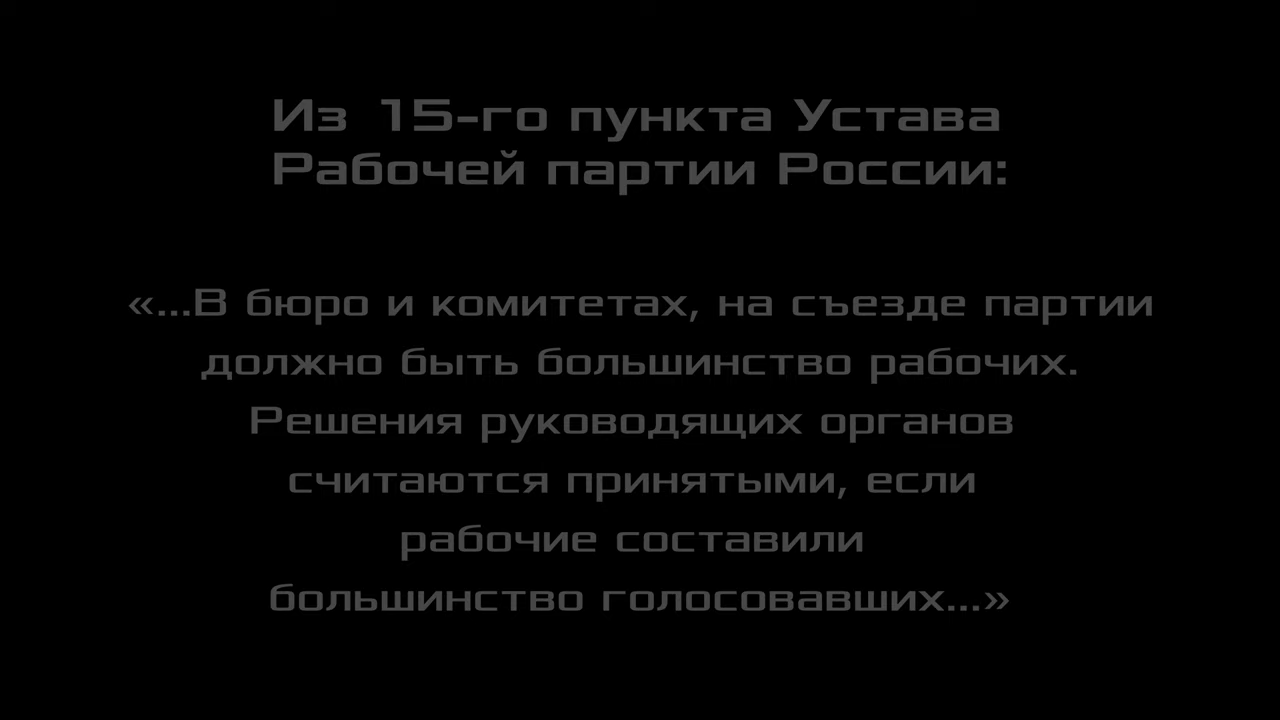 Из 15-го пункта Устава
Рабочей партии России:
«...В бюро и комитетах, на съезде партии
должно быть большинство рабочих.
Решения руководящих органов
считаются принятыми, если
рабочие составили
большинство голосовавших...»